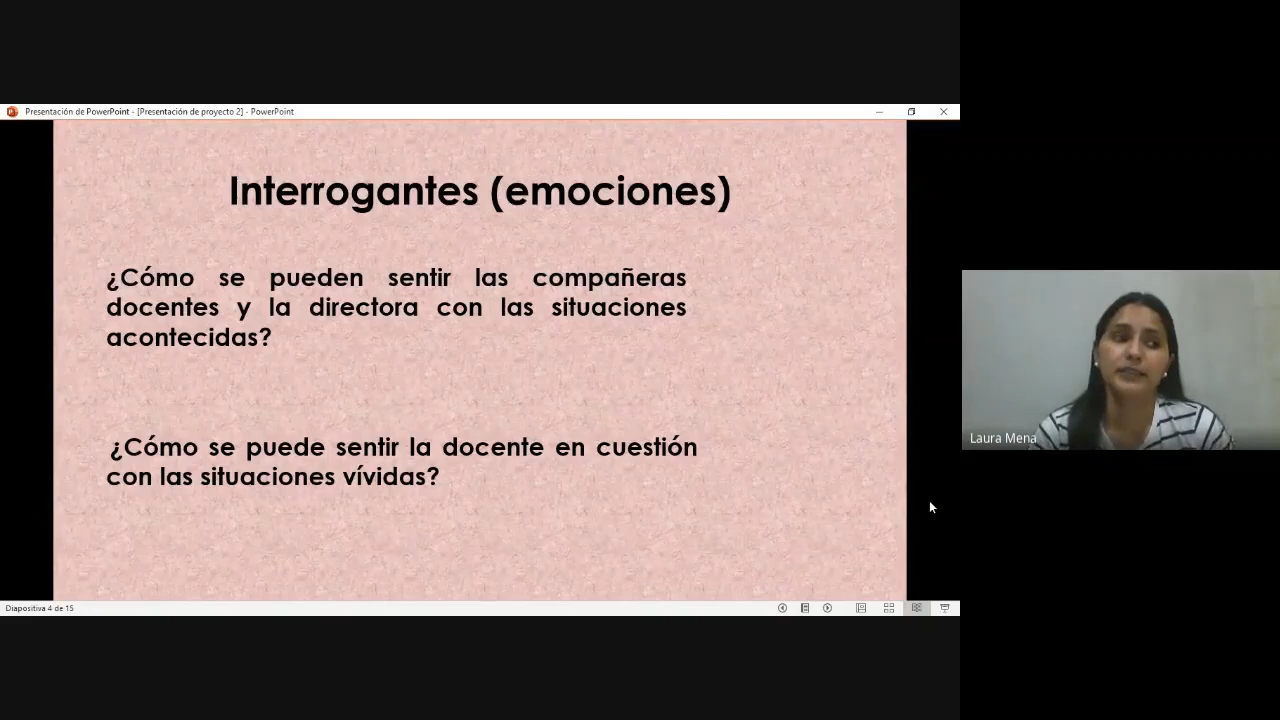 Presentación de PowerPoint - [Presentación de proyecto 2] - PowerPoint
Interrogantes (emociones)
¿Cómo se pueden sentir las compañeras
docentes y la directora con las situaciones
acontecidas?
¿Cómo se puede sentir la docente en cuestión
con las situaciones vívidas?
Laura Mena
Diapositiva 4 de 15